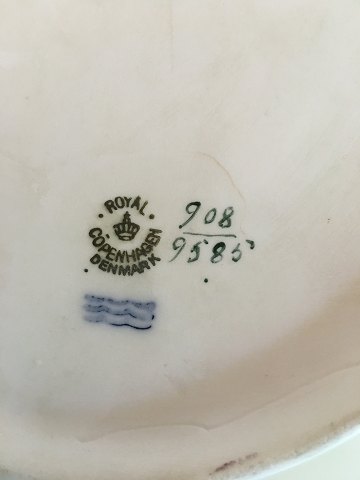 ROYAL
COPENHAGEN
DENMARK
908
9585